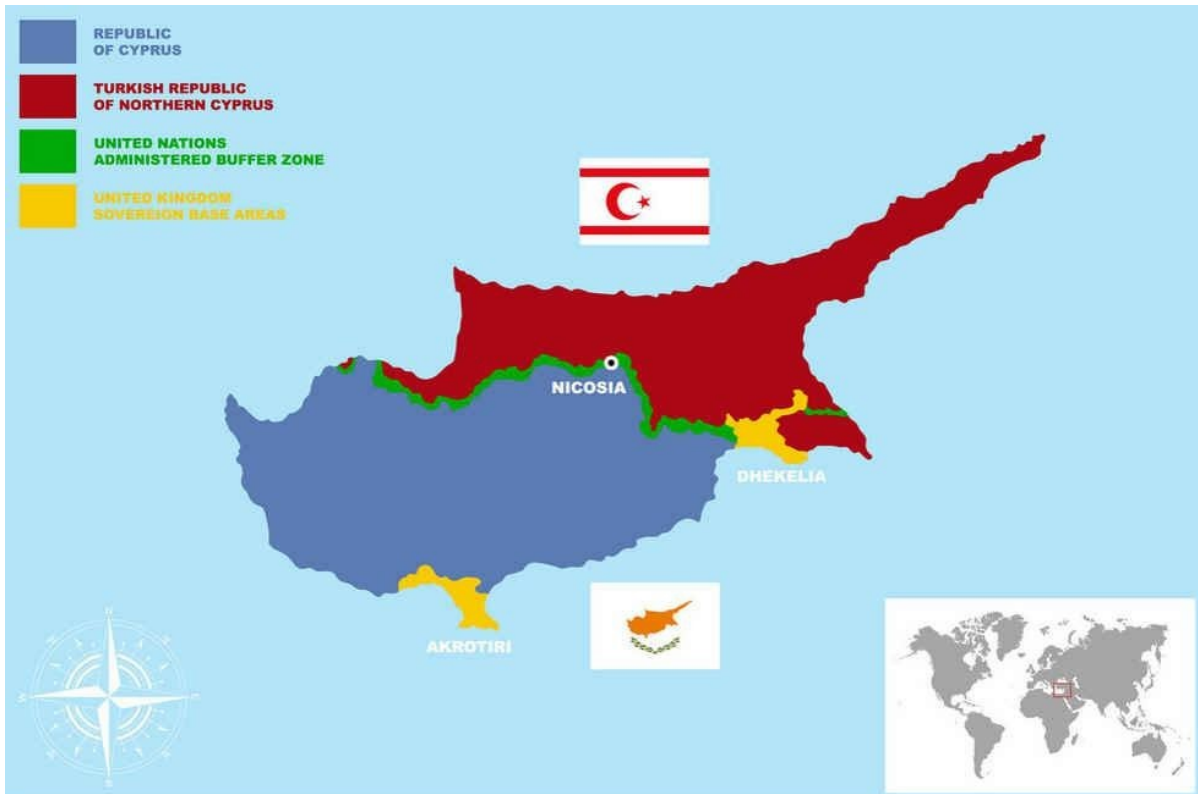 REPUBLIC
OF CYPRUS
TURKISH REPUBLIC
OF NORTHERN CYPRUS
UNITED NATIONS
ADMINISTERED BUFFER ZONE
UNITED KINGDOM
SOVEREIGN BASE AREAS
NICOSIA
DHEKELIA
AKROTIRI